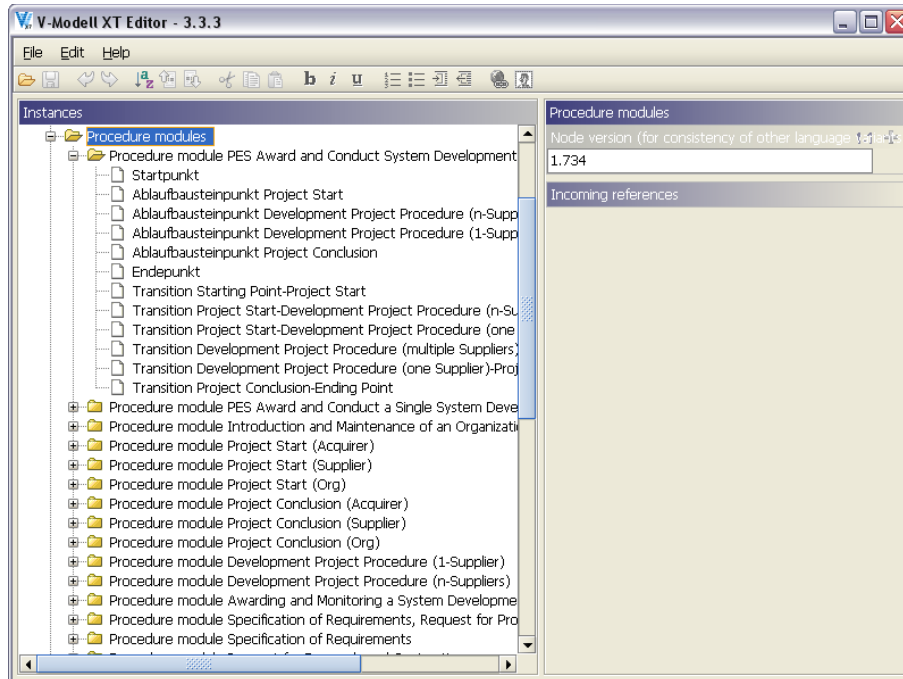 V-Modell XT Editor - 3.3.3
File Edit Help
b i u
Instances
Procedure modules
Procedure module PES Award and Conduct System Development
Startpunkt
Ablaufbausteinpunkt Project Start
Ablaufbausteinpunkt Development Project Procedure (n-Supp
Ablaufbausteinpunkt Development Project Procedure (1-Supp
Ablaufbausteinpunkt Project Conclusion
Endepunkt
Transition Starting Point-Project Start
Transition Project Start-Development Project Procedure (n-Su
Transition Project Start-Development Project Procedure (one
Transition Development Project Procedure (multiple Suppliers)
Transition Development Project Procedure (one Supplier)-Proj
Transition Project Conclusion-Ending Point
Procedure module PES Award and Conduct a Single System Deve
Procedure module Introduction and Maintenance of an Organizati
Procedure module Project Start (Acquirer)
Procedure module Project Start (Supplier)
Procedure module Project Start (Org)
Procedure module Project Conclusion (Acquirer)
Procedure module Project Conclusion (Supplier)
Procedure module Project Conclusion (Org)
Procedure module Development Project Procedure (1-Supplier)
Procedure module Development Project Procedure (n-Suppliers)
Procedure module Awarding and Monitoring a System Developme
Procedure module Specification of Requirements, Request for Pro
Procedure module Specification of Requirements
Procedure modules
Node version (for consistency of other language
1.734
Incoming references